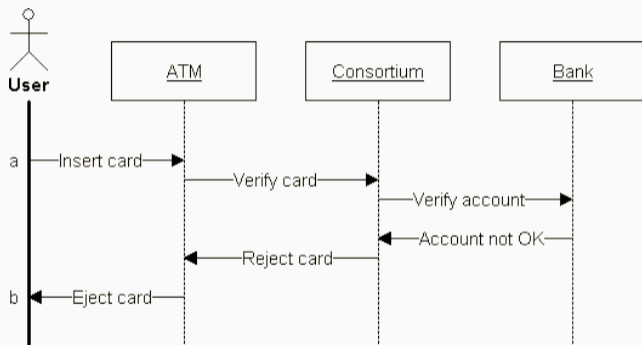 User
ATM
Consortium
Bank
a
Insert card
Verify card
Verify account
Account not OK
Reject card
b
Eject card